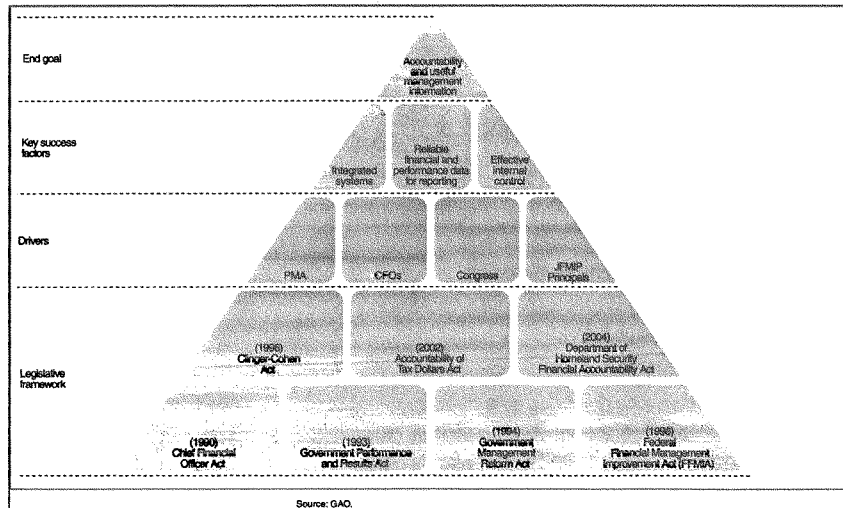 End goal
Accountability
and useful
management
information
Key success
factors
Integrated
systems
Reliable
financial and
performance data
for reporting
Effective
internal
control
Drivers
PMA
CFOs
Congress
JFMIP
Principals
Legislative
framework
(1996)
Clinger-Cohen
Act
(2002)
Accountability of
Tax Dollars Act
(2004)
Department of
Homeland Security
Financial Accountability Act
(1990)
Chief Financial
Officer Act
(1993)
Government Performance
and Results Act
(1994)
Government
Management
Reform Act
(1996)
Federal
Financial Management
Improvement Act (FFMIA)
Source: GAO.